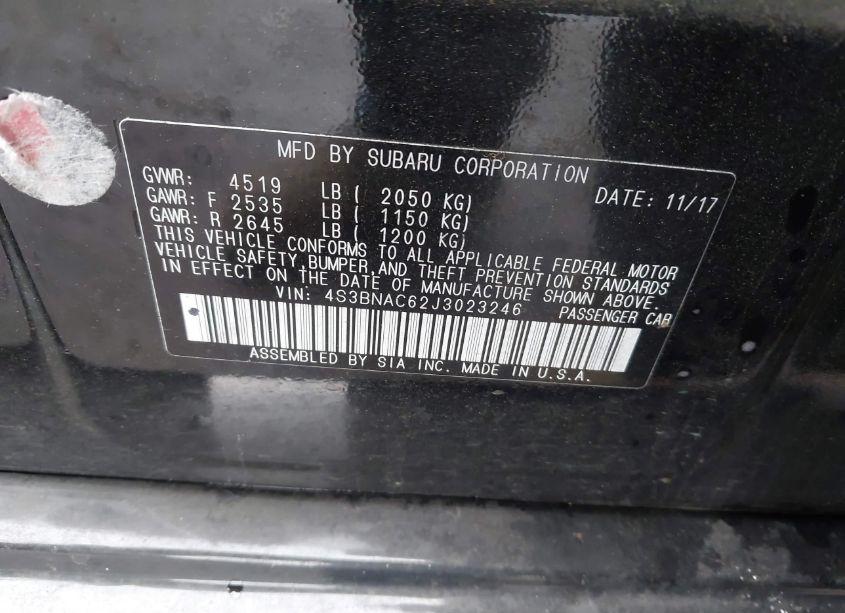 MFD BY SUBARU CORPORATION
GVWR: 4519 LB ( 2050 KG) DATE: 11/17
GAWR: F 2535 LB ( 1150 KG)
GAWR: R 2645 LB ( 1200 KG)
THIS VEHICLE CONFORMS TO ALL APPLICABLE FEDERAL MOTOR
VEHICLE SAFETY, BUMPER, AND THEFT PREVENTION STANDARDS
IN EFFECT ON THE DATE OF MANUFACTURE SHOWN ABOVE.
VIN: 4S3BNAC62J3023246 PASSENGER CAR
ASSEMBLED BY SIA INC. MADE IN U.S.A.